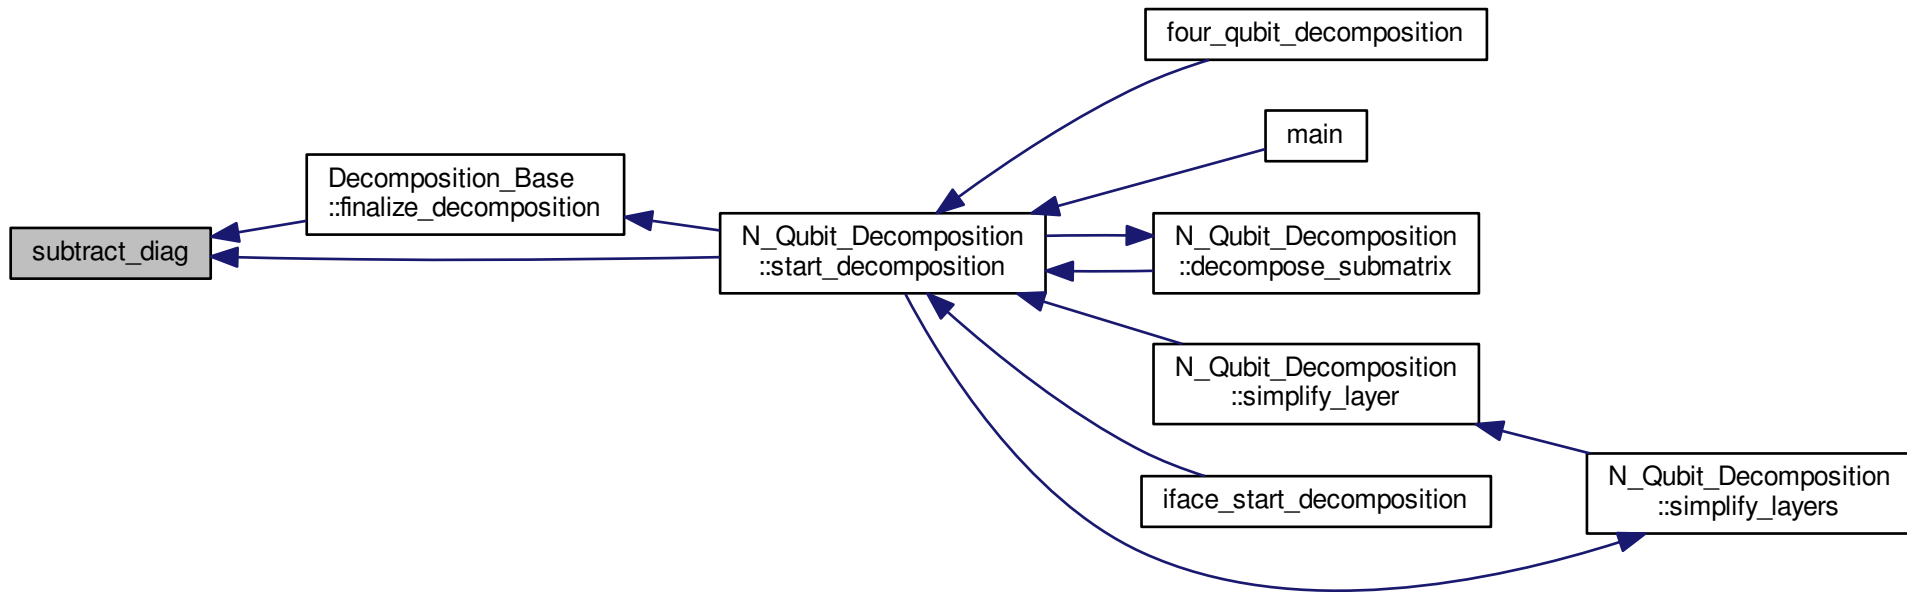 four_qubit_decomposition
main
Decomposition_Base
::finalize_decomposition
subtract_diag
N_Qubit_Decomposition
::start_decomposition
N_Qubit_Decomposition
::decompose_submatrix
N_Qubit_Decomposition
::simplify_layer
iface_start_decomposition
N_Qubit_Decomposition
::simplify_layers